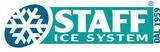 STAFF
ICE SYSTEM
DAL 1959